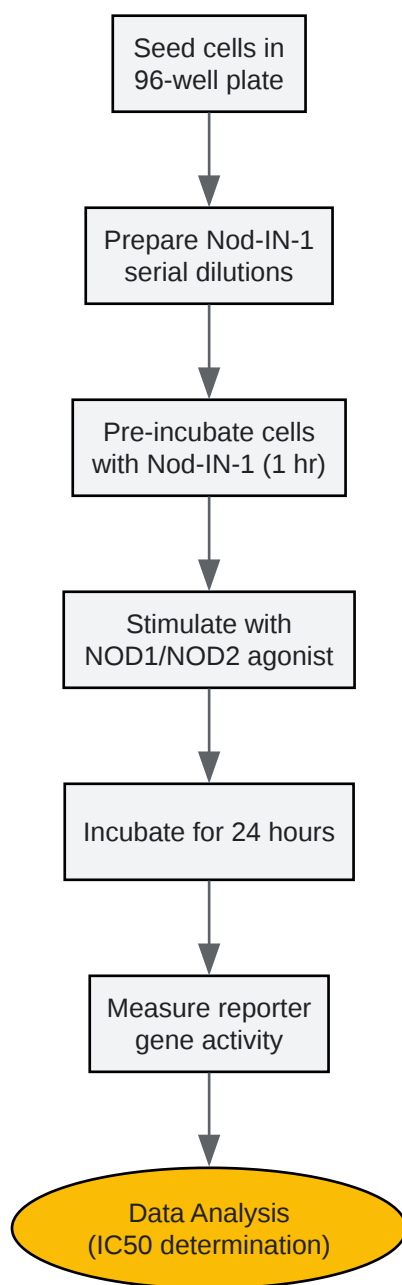 Seed cells in
96-well plate
Prepare Nod-IN-1
serial dilutions
Pre-incubate cells
with Nod-IN-1 (1 hr)
Stimulate with
NOD1/NOD2 agonist
Incubate for 24 hours
Measure reporter
gene activity
Data Analysis
(IC50 determination)